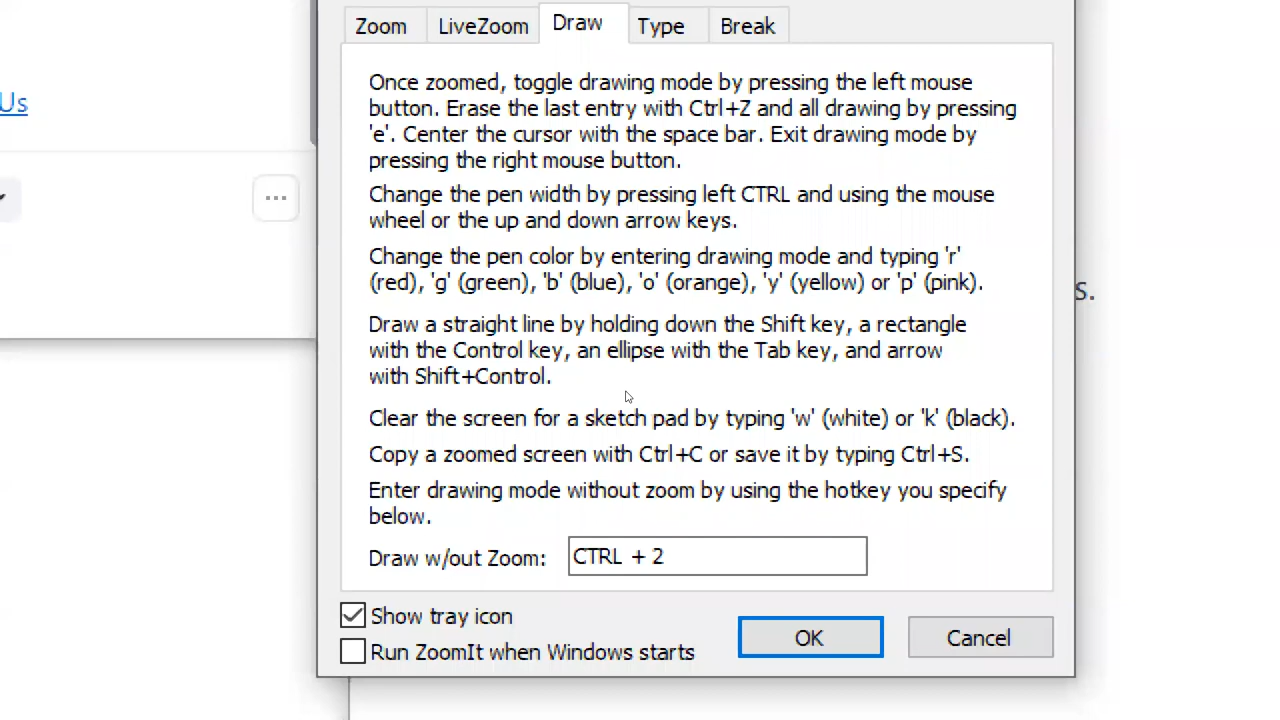 Zoom LiveZoom Draw Type Break
Us
Once zoomed, toggle drawing mode by pressing the left mouse
button. Erase the last entry with Ctrl+Z and all drawing by pressing
'e'. Center the cursor with the space bar. Exit drawing mode by
pressing the right mouse button.
Change the pen width by pressing left CTRL and using the mouse
wheel or the up and down arrow keys.
Change the pen color by entering drawing mode and typing 'r'
(red), 'g' (green), 'b' (blue), 'o' (orange), 'y' (yellow) or 'p' (pink).
s.
Draw a straight line by holding down the Shift key, a rectangle
with the Control key, an ellipse with the Tab key, and arrow
with Shift+Control.
Clear the screen for a sketch pad by typing 'w' (white) or 'k' (black).
Copy a zoomed screen with Ctrl+C or save it by typing Ctrl+S.
Enter drawing mode without zoom by using the hotkey you specify
below.
Draw w/out Zoom: CTRL + 2
Show tray icon
Run ZoomIt when Windows starts
OK Cancel